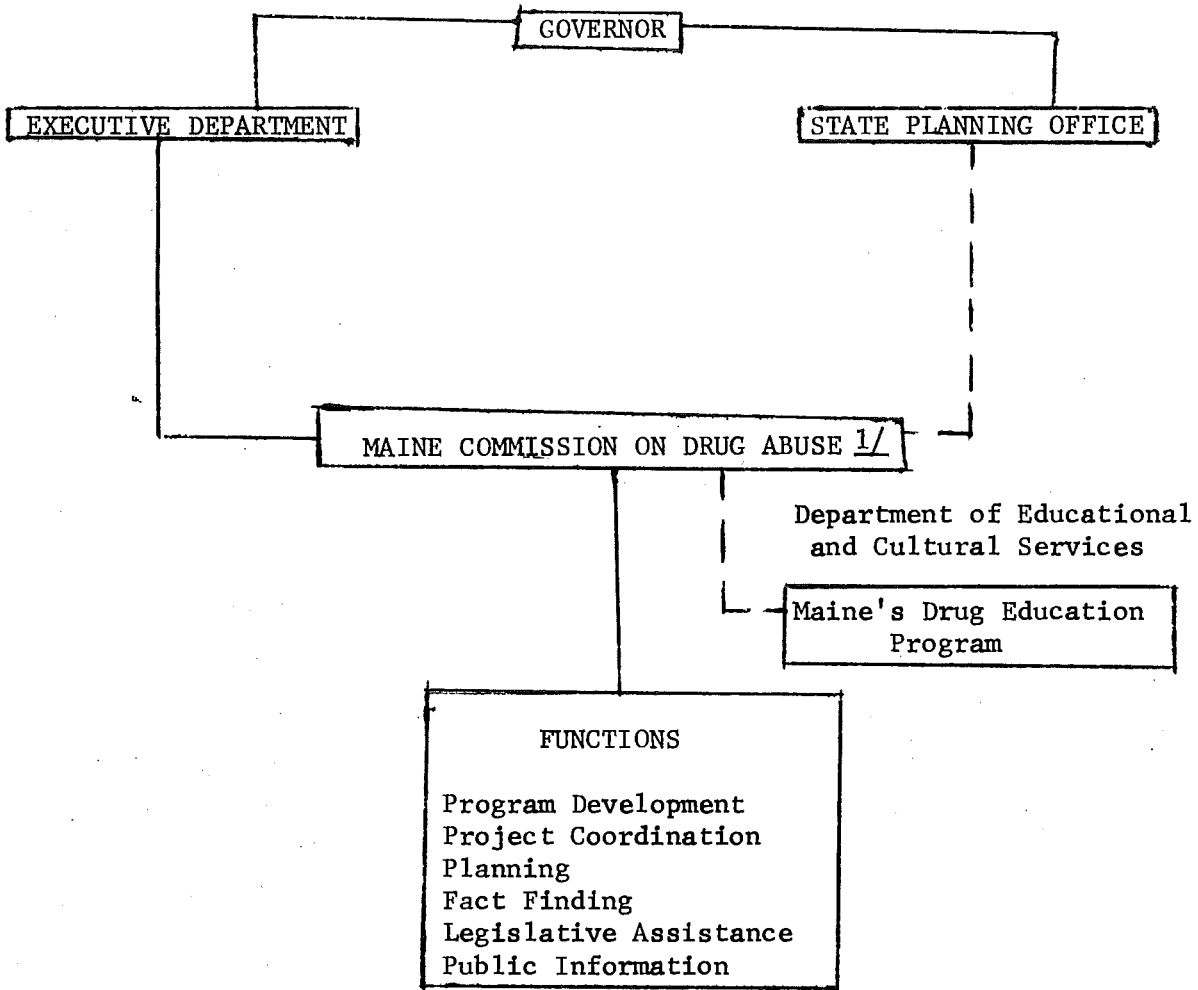 GOVERNOR
EXECUTIVE DEPARTMENT
STATE PLANNING OFFICE
MAINE COMMISSION ON DRUG ABUSE 1/
Department of Educational
and Cultural Services
Maine's Drug Education
Program
FUNCTIONS
Program Development
Project Coordination
Planning
Fact Finding
Legislative Assistance
Public Information